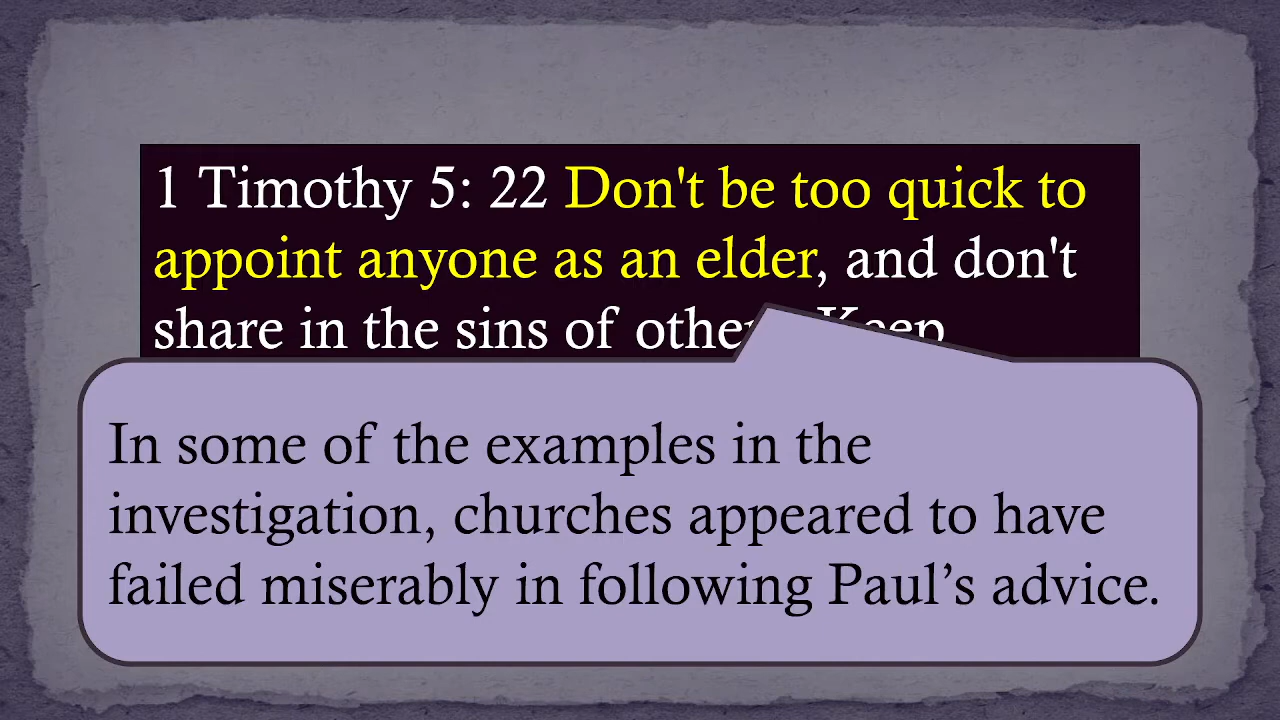 1 Timothy 5: 22 Don't be too quick to
appoint anyone as an elder, and don't
share in the sins of
In some of the examples in the
investigation, churches appeared to have
failed miserably in following Paul’s advice.